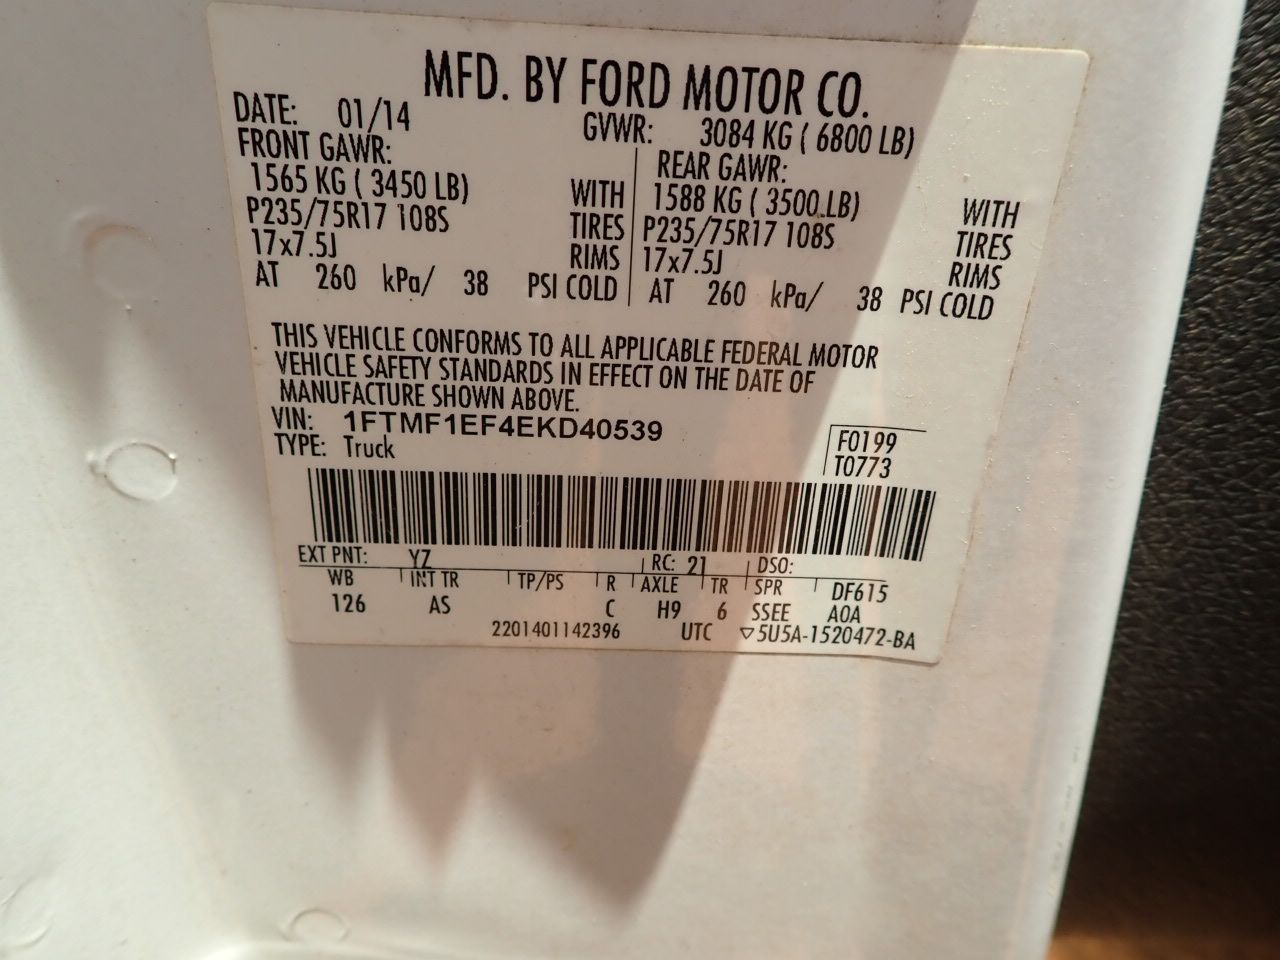 MFD. BY FORD MOTOR CO.
DATE: 01/14 GVWR: 3084 KG ( 6800 LB)
FRONT GAWR: REAR GAWR:
1565 KG ( 3450 LB) WITH 1588 KG ( 3500 LB) WITH
P235/75R17 108S TIRES P235/75R17 108S TIRES
17x7.5J RIMS 17x7.5J RIMS
AT 260 kPa/ 38 PSI COLD AT 260 kPa/ 38 PSI COLD
THIS VEHICLE CONFORMS TO ALL APPLICABLE FEDERAL MOTOR
VEHICLE SAFETY STANDARDS IN EFFECT ON THE DATE OF
MANUFACTURE SHOWN ABOVE.
VIN: 1FTMF1EF4EKD40539
TYPE: Truck
F0199
T0773
EXT PNT: YZ RC: 21 DSO:
WB INT TR TP/PS R AXLE TR SPR DF615
126 AS C H9 6 SSEE A0A
2201401142396 UTC ▽5U5A-1520472-BA